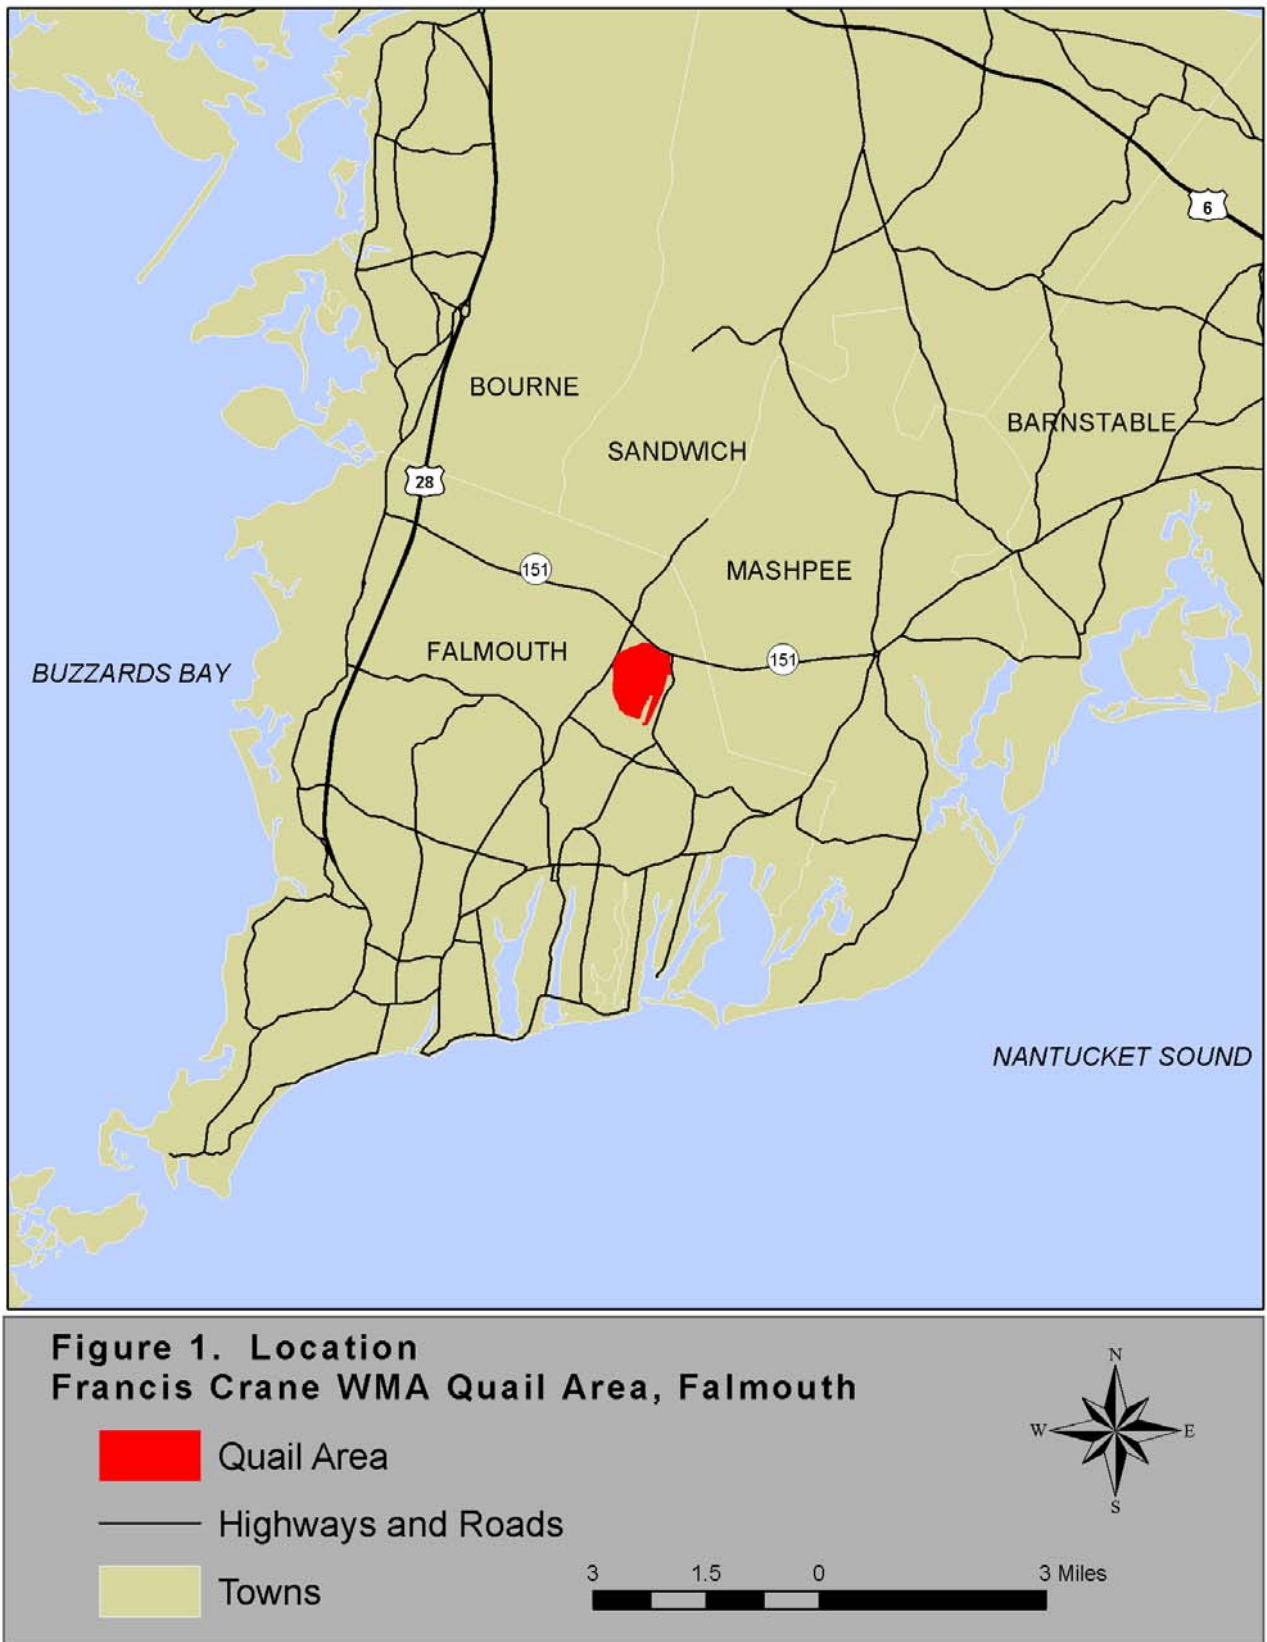 6
BOURNE
BARNSTABLE
SANDWICH
28
151
MASHPEE
FALMOUTH
151
BUZZARDS BAY
NANTUCKET SOUND
Figure 1. Location
Francis Crane WMA Quail Area, Falmouth
N
W E
S
Quail Area
Highways and Roads
Towns
3 1.5 0 3 Miles